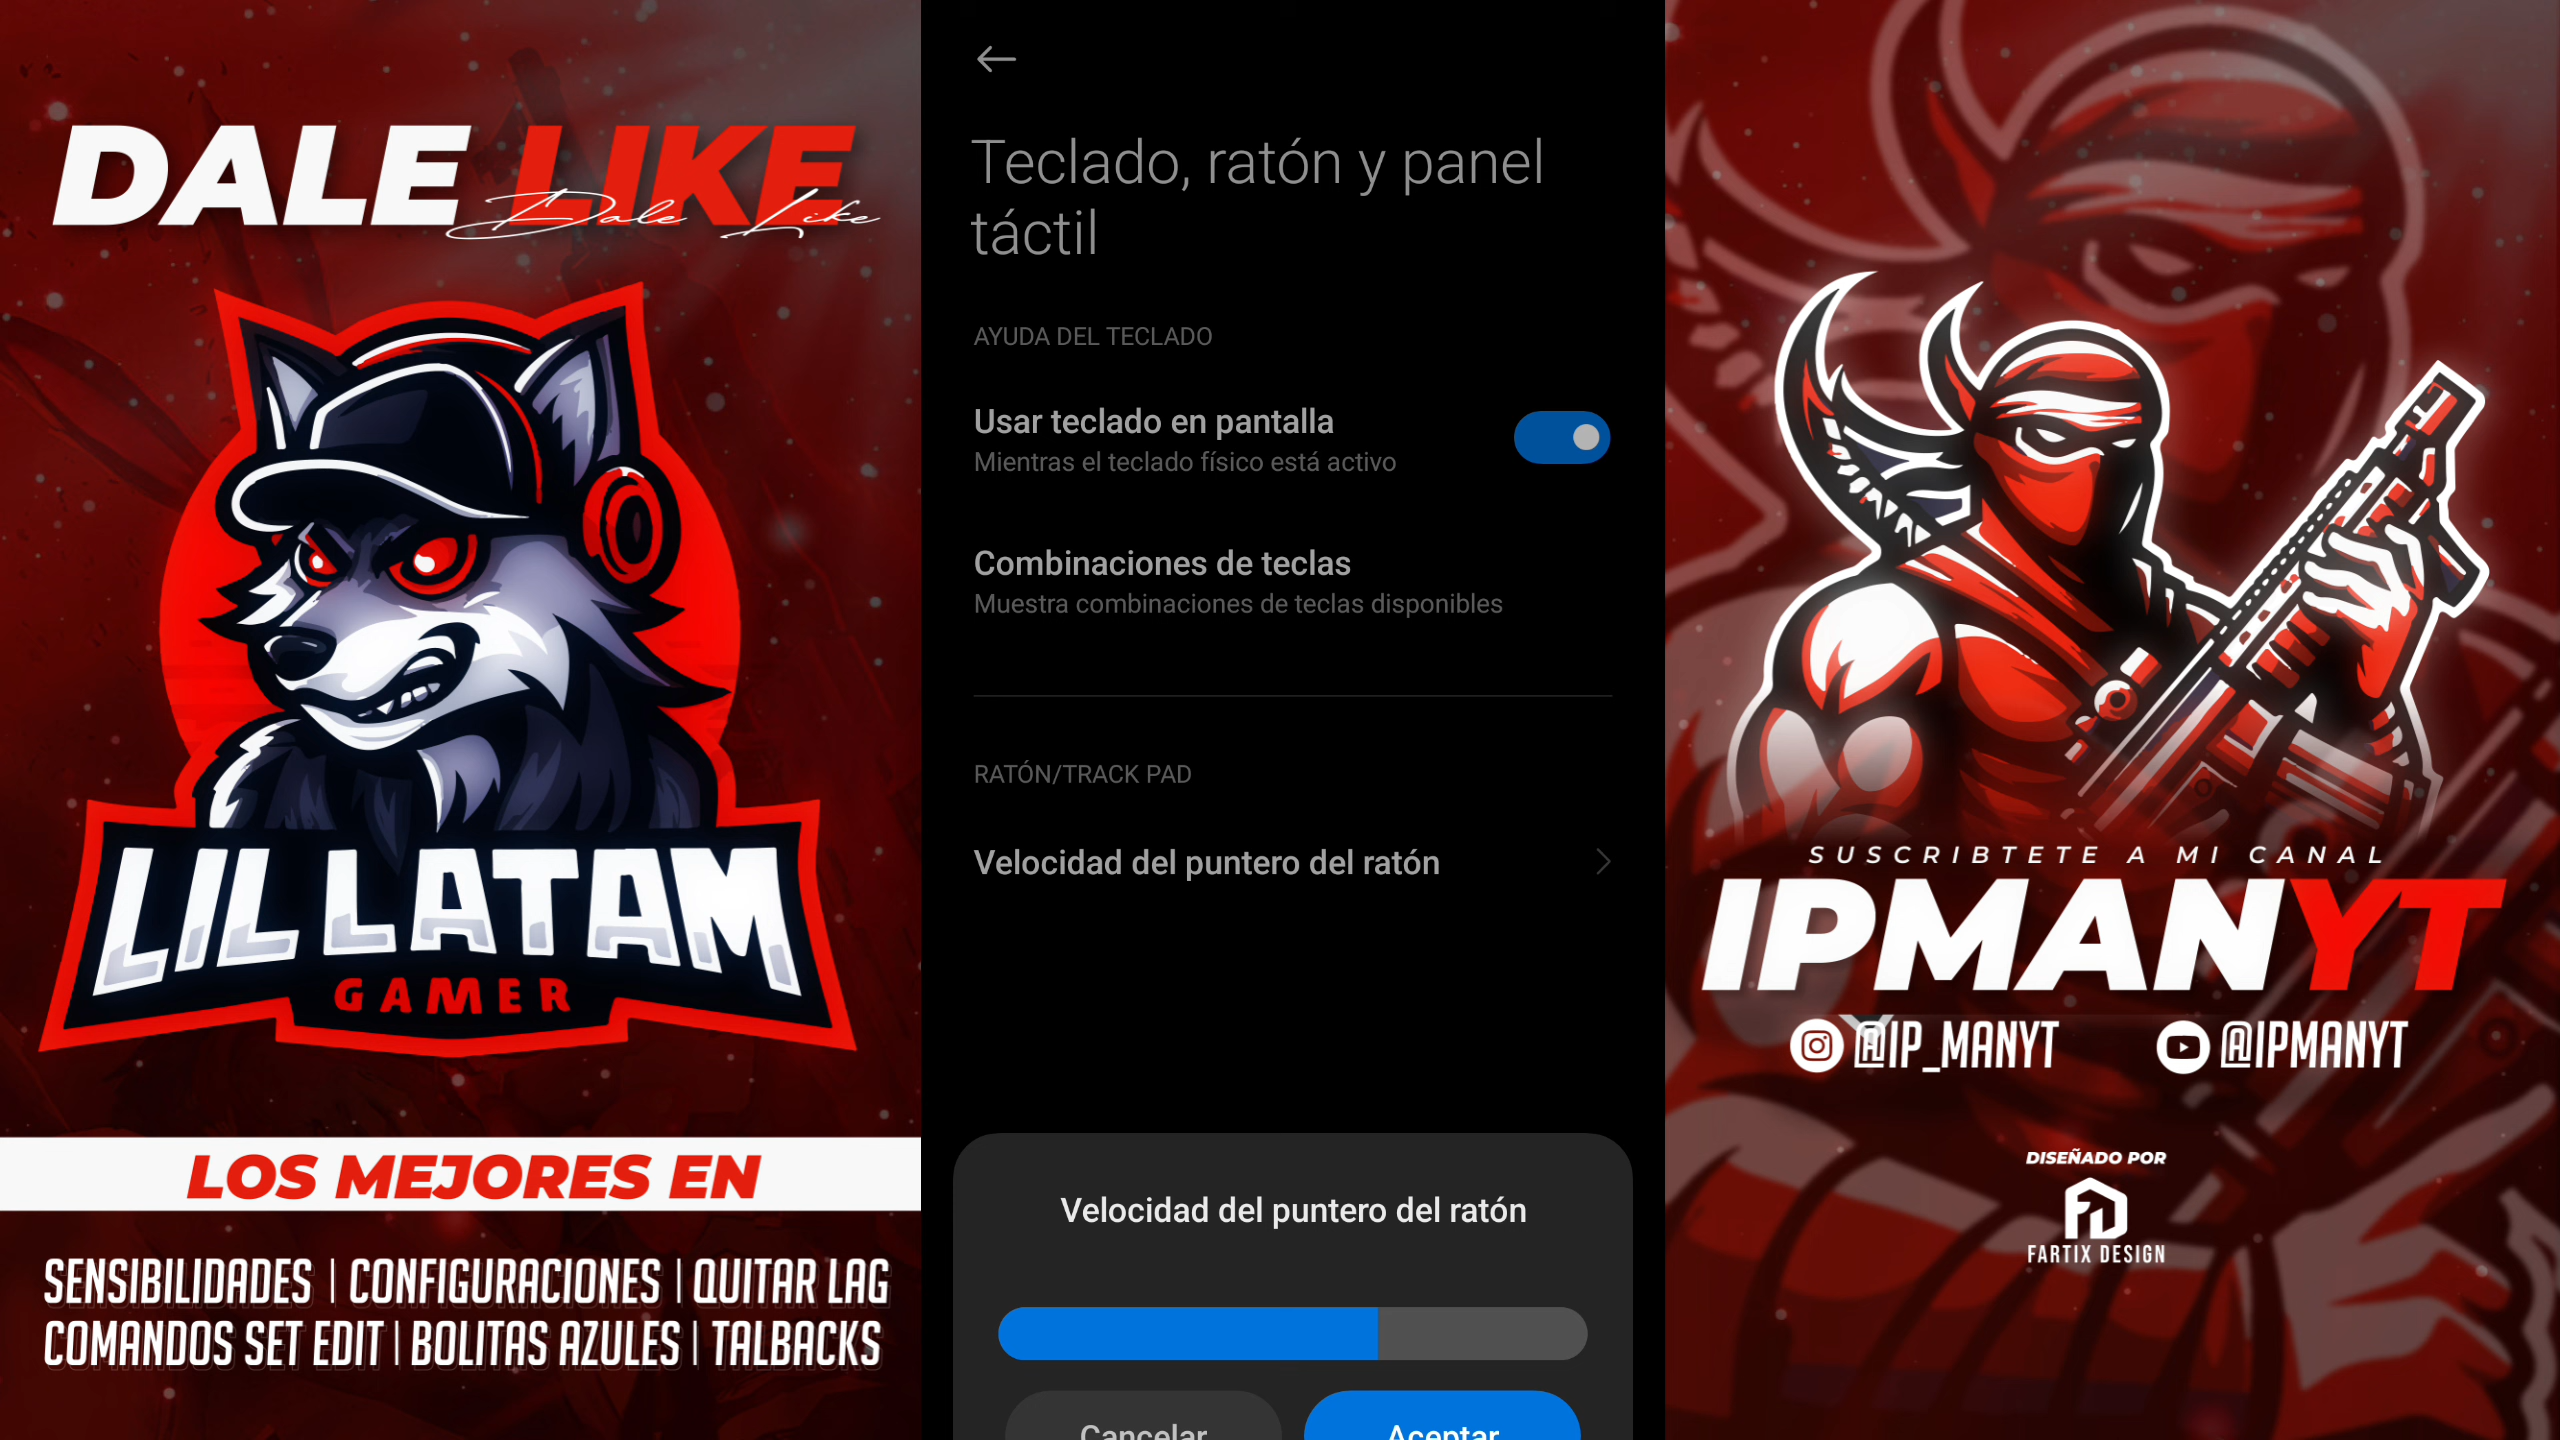 DALE LIKE
Dale Like
LIL LATAM
GAMER
LOS MEJORES EN
SENSIBILIDADES | CONFIGURACIONES | QUITAR LAG
COMANDOS SET EDIT | BOLITAS AZULES | TALBACKS
Teclado, ratón y panel
táctil
AYUDA DEL TECLADO
Usar teclado en pantalla
Mientras el teclado físico está activo
Combinaciones de teclas
Muestra combinaciones de teclas disponibles
RATÓN/TRACK PAD
Velocidad del puntero del ratón
Velocidad del puntero del ratón
Cancelar
Aceptar
SUSCRIBTETE A MI CANAL
IPMANYT
@IP_MANYT
@IPMANYT
DISEÑADO POR
FARTIX DESIGN